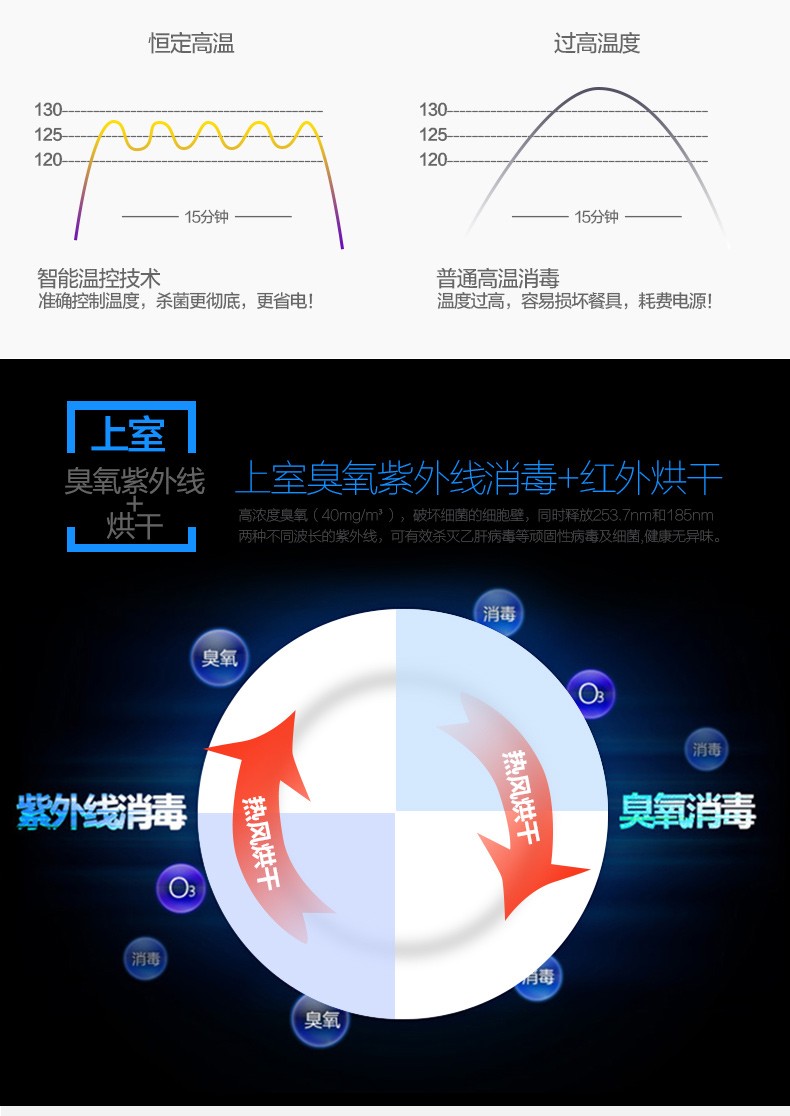 恒定高温
130
125
120
15分钟
智能温控技术
准确控制温度，杀菌更彻底，更省电！
过高温度
130
125
120
15分钟
普通高温消毒
温度过高，容易损坏餐具，耗费电源！
上室
臭氧紫外线
+
烘干
上室臭氧紫外线消毒+红外烘干
高浓度臭氧（40mg/m³），破坏细菌的细胞壁，同时释放253.7nm和185nm
两种不同波长的紫外线，可有效杀灭乙肝病毒等顽固性病毒及细菌,健康无异味。
消毒
臭氧
O3
消毒
热风烘干
热风烘干
紫外线消毒
臭氧消毒
O3
消毒
消毒
臭氧